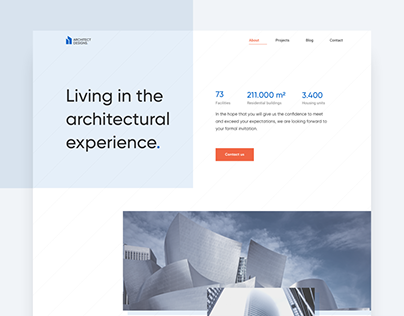 ARCHITECT
DESIGNS.
About
Projects
Blog
Contact
Living in the
architectural
experience.
73
Facilities
211.000 m²
Residential buildings
3.400
Housing units
In the hope that you will give us the confidence to meet
and exceed your expectations, we are looking forward to
your formal invitation.
Contact us